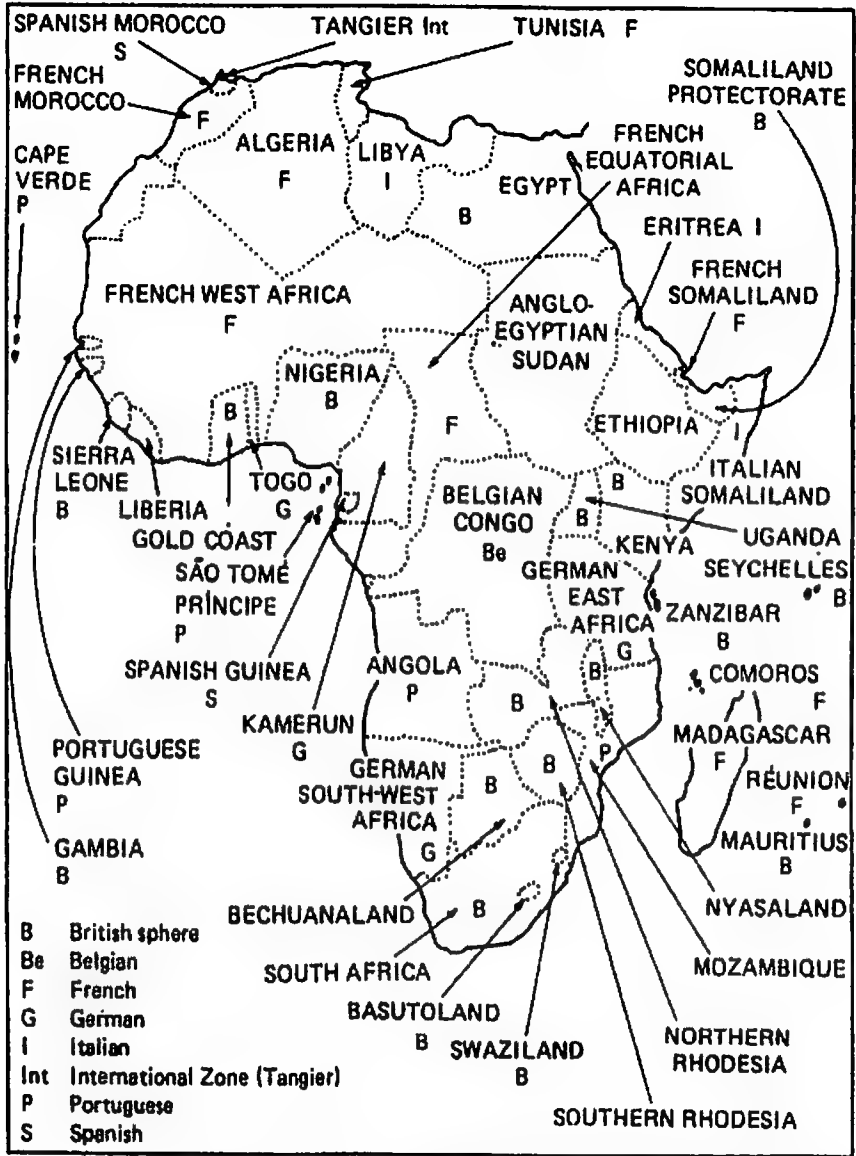 SPANISH MOROCCO
S
TANGIER Int
TUNISIA F
FRENCH
MOROCCO
F
SOMALILAND
PROTECTORATE
B
CAPE
VERDE
P
ALGERIA
F
LIBYA
I
EGYPT
B
FRENCH
EQUATORIAL
AFRICA
ERITREA I
FRENCH
SOMALILAND
F
FRENCH WEST AFRICA
F
ANGLO-
EGYPTIAN
SUDAN
NIGERIA
B
B
F
ETHIOPIA
I
SIERRA
LEONE
B
LIBERIA
TOGO
G
GOLD COAST
SÃO TOMÉ
PRÍNCIPE
P
BELGIAN
CONGO
Be
B
B
ITALIAN
SOMALILAND
UGANDA
KENYA
SEYCHELLES
B
GERMAN
EAST
AFRICA
G
ZANZIBAR
B
SPANISH GUINEA
S
ANGOLA
P
B
B
COMOROS
F
KAMERUN
G
MADAGASCAR
F
PORTUGUESE
GUINEA
P
GERMAN
SOUTH-WEST
AFRICA
G
B
B
P
RÉUNION
F
MAURITIUS
B
GAMBIA
B
BECHUANALAND
B
NYASALAND
SOUTH AFRICA
MOZAMBIQUE
BASUTOLAND
B
SWAZILAND
B
NORTHERN
RHODESIA
SOUTHERN RHODESIA
B British sphere
Be Belgian
F French
G German
I Italian
Int International Zone (Tangier)
P Portuguese
S Spanish